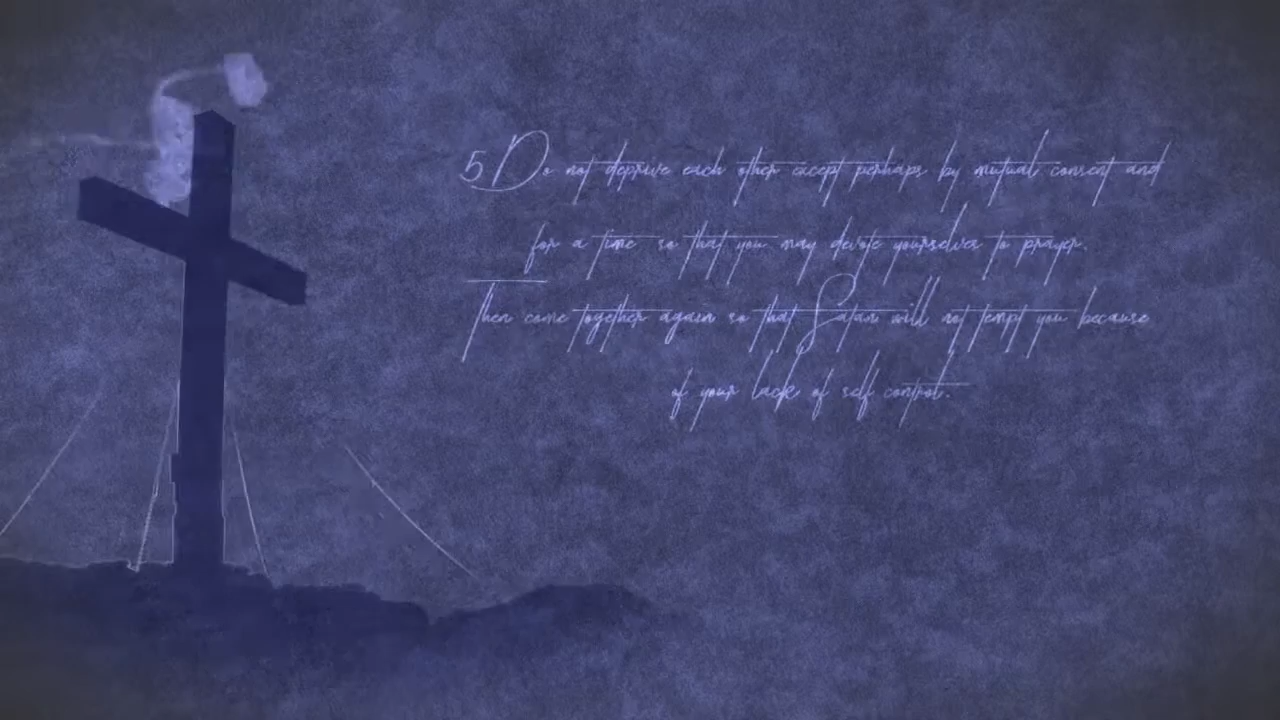 5 Do not deprive each other except perhaps by mutual consent and
for a time so that you may devote yourselves to prayer.
Then come together again so that Satan will not tempt you because
of your lack of self control.